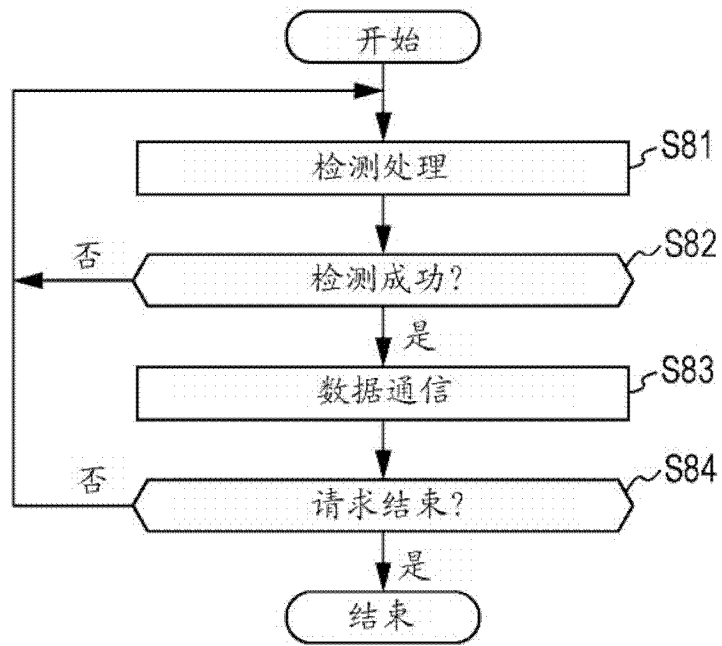 开始
检测处理
S81
检测成功?
S82
否
是
数据通信
S83
请求结束?
S84
否
是
结束